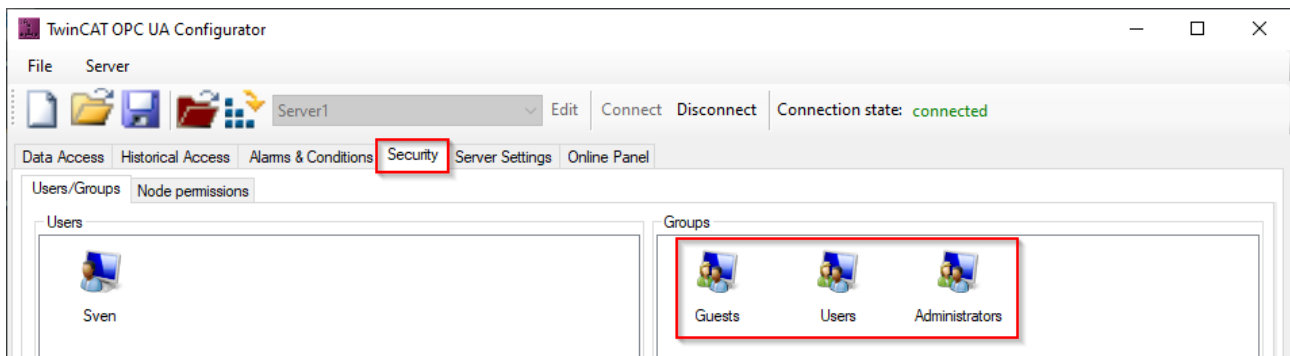 TwinCAT OPC UA Configurator
File Server
Server1 Edit Connect Disconnect Connection state: connected
Data Access Historical Access Alarms & Conditions Security Server Settings Online Panel
Users/Groups Node permissions
Users Groups
Sven Guests Users Administrators